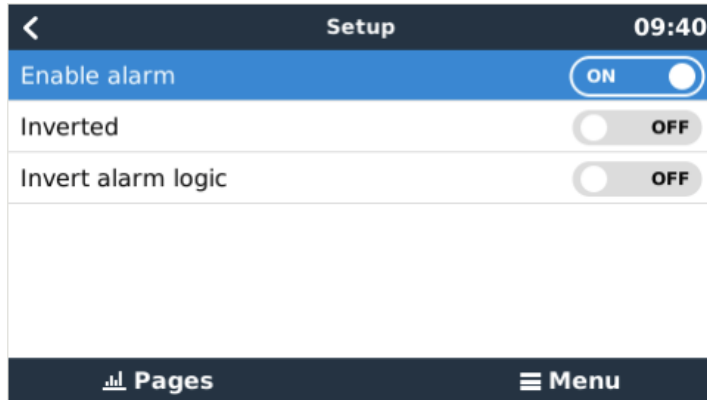 Setup 09:40
Enable alarm ON
Inverted OFF
Invert alarm logic OFF
Pages Menu